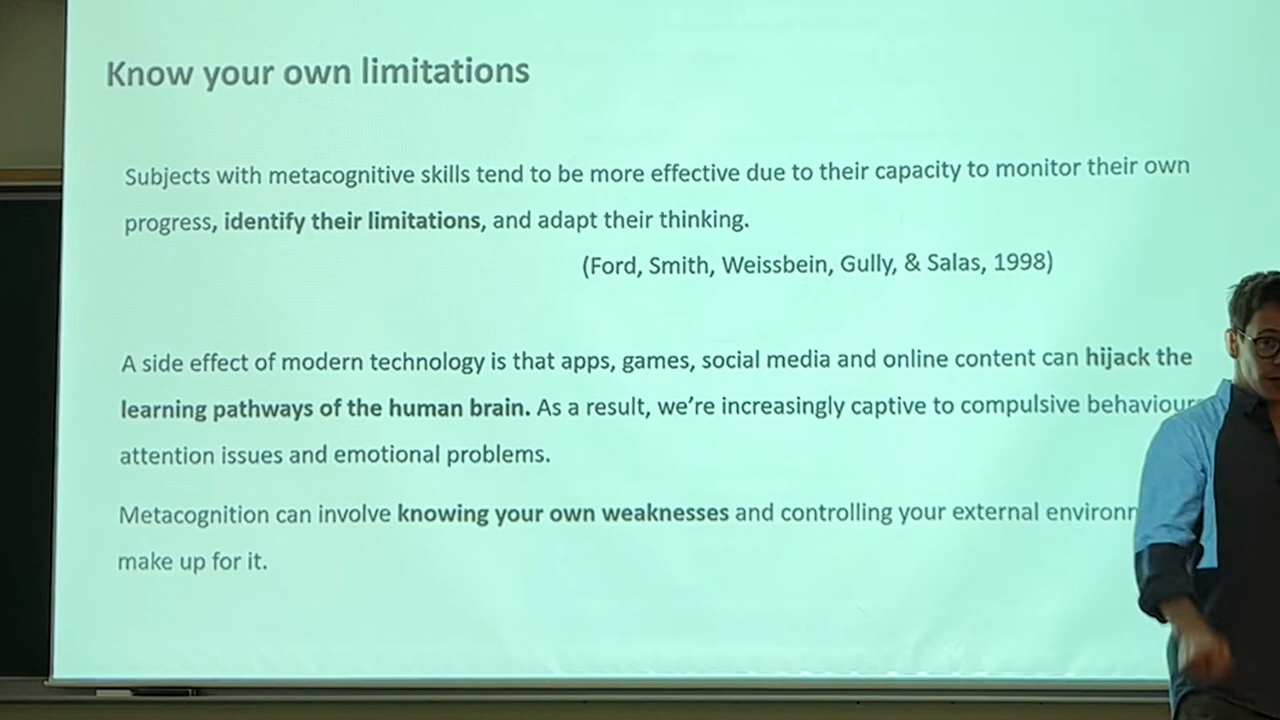 Know your own limitations
Subjects with metacognitive skills tend to be more effective due to their capacity to monitor their own
progress, identify their limitations, and adapt their thinking.
(Ford, Smith, Weissbein, Gully, & Salas, 1998)
A side effect of modern technology is that apps, games, social media and online content can hijack the
learning pathways of the human brain. As a result, we're increasingly captive to compulsive behaviour
attention issues and emotional problems.
Metacognition can involve knowing your own weaknesses and controlling your external
make up for it.